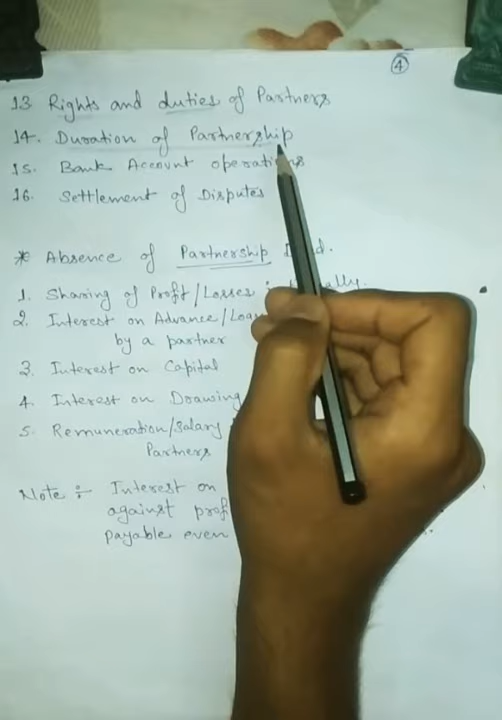 4
13 Rights and duties of Partners
14. Duration of Partnership
15. Bank Account operations
16. Settlement of Disputes
* Absence of Partnership
1. Sharing of Profit/Losses :
2. Interest on Advance/Loan
by a partner
3. Interest on Capital
4. Interest on Drawing
5. Remuneration/Salary
Partners
Note :- Interest on
against
payable even